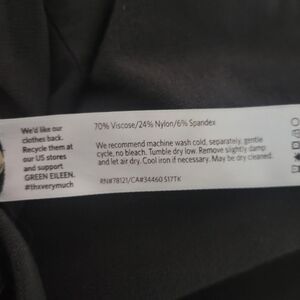 We'd like our
clothes back.
Recycle them at
our US stores
and support
GREEN EILEEN.
#thxverymuch
70% Viscose/24% Nylon/6% Spandex
We recommend machine wash cold, separately, gentle
cycle, no bleach. Tumble dry low. Remove slightly damp
and let air dry. Cool iron if necessary. May be dry cleaned.
RN#78121/CA#34460 S17TK